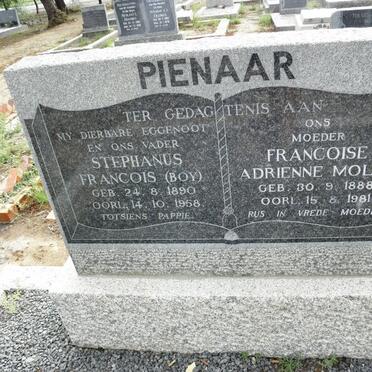 PIENAAR
TER GEDAGTENIS AAN
MY DIERBARE EGGENOOT
EN ONS VADER
STEPHANUS
FRANCOIS (BOY)
GEB. 24. 8. 1890
OORL. 14. 10. 1958
TOTSIENS PAPPIE.
ONS
MOEDER
FRANCOISE
ADRIENNE MOL
GEB. 30. 9. 1888
OORL. 15. 8. 1981
RUS IN VREDE MOED